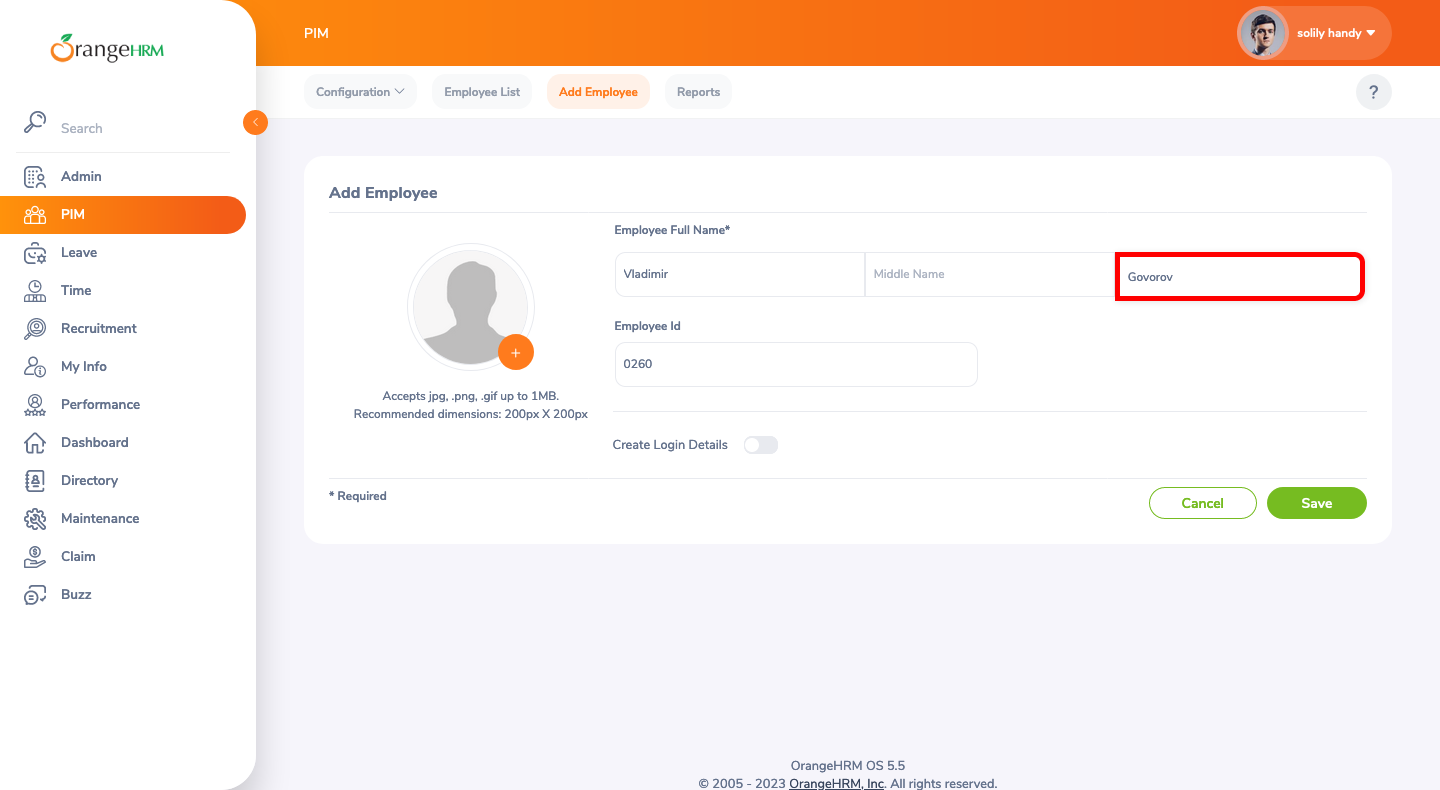 OrangeHRM
PIM
solily handy
Configuration
Employee List
Add Employee
Reports
?
Search
Admin
PIM
Leave
Time
Recruitment
My Info
Performance
Dashboard
Directory
Maintenance
Claim
Buzz
Add Employee
Accepts jpg, .png, .gif up to 1MB.
Recommended dimensions: 200px X 200px
Employee Full Name*
Vladimir
Middle Name
Govorov
Employee Id
0260
Create Login Details
* Required
Cancel
Save
OrangeHRM OS 5.5
© 2005 - 2023 OrangeHRM, Inc. All rights reserved.